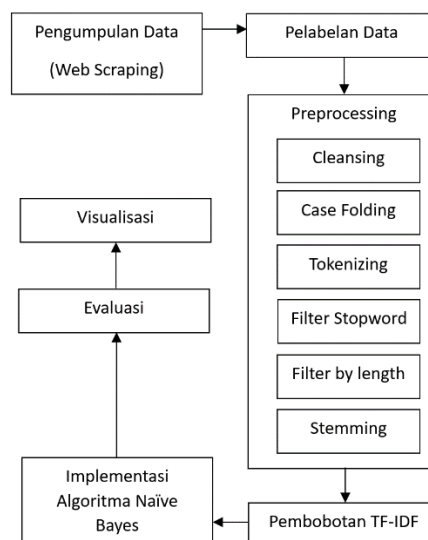 Pengumpulan Data
(Web Scraping)
Pelabelan Data
Preprocessing
Cleansing
Case Folding
Tokenizing
Filter Stopword
Filter by length
Stemming
Pembobotan TF-IDF
Implementasi
Algoritma Naïve
Bayes
Evaluasi
Visualisasi